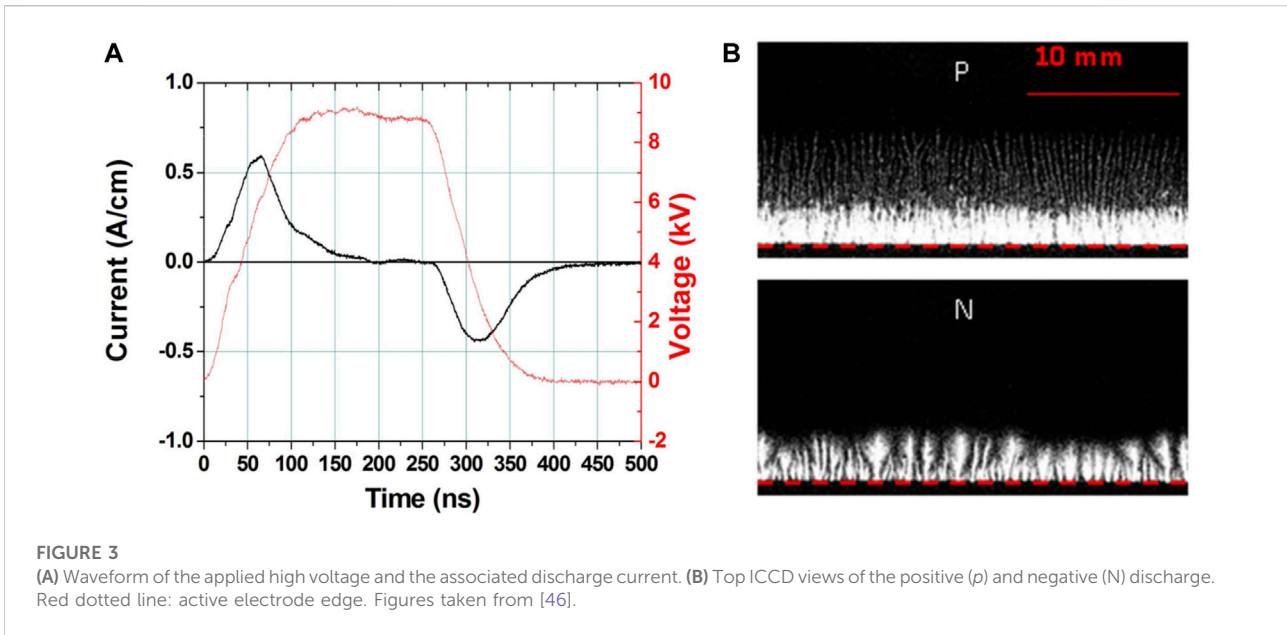 A
B
Current (A/cm)
1.0
0.5
0.0
-0.5
-1.0
10
8
6
4
2
0
-2
Voltage (kV)
0 50 100 150 200 250 300 350 400 450 500
Time (ns)
P
10 mm
N
FIGURE 3
(A) Waveform of the applied high voltage and the associated discharge current. (B) Top ICCD views of the positive (p) and negative (N) discharge.
Red dotted line: active electrode edge. Figures taken from [46].